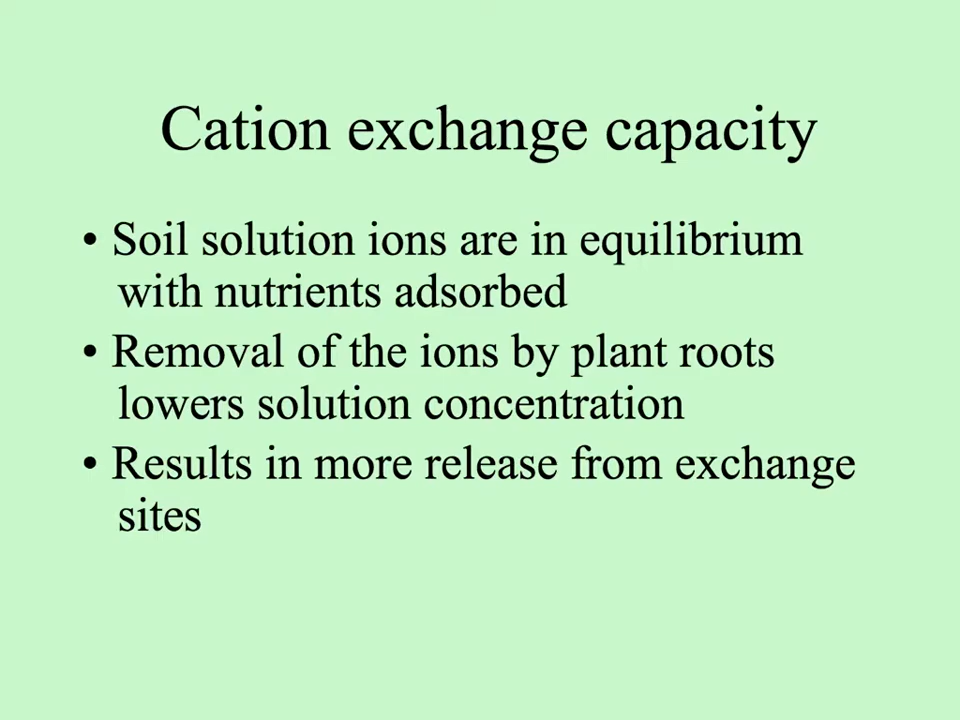 Cation exchange capacity
• Soil solution ions are in equilibrium
with nutrients adsorbed
• Removal of the ions by plant roots
lowers solution concentration
• Results in more release from exchange
sites